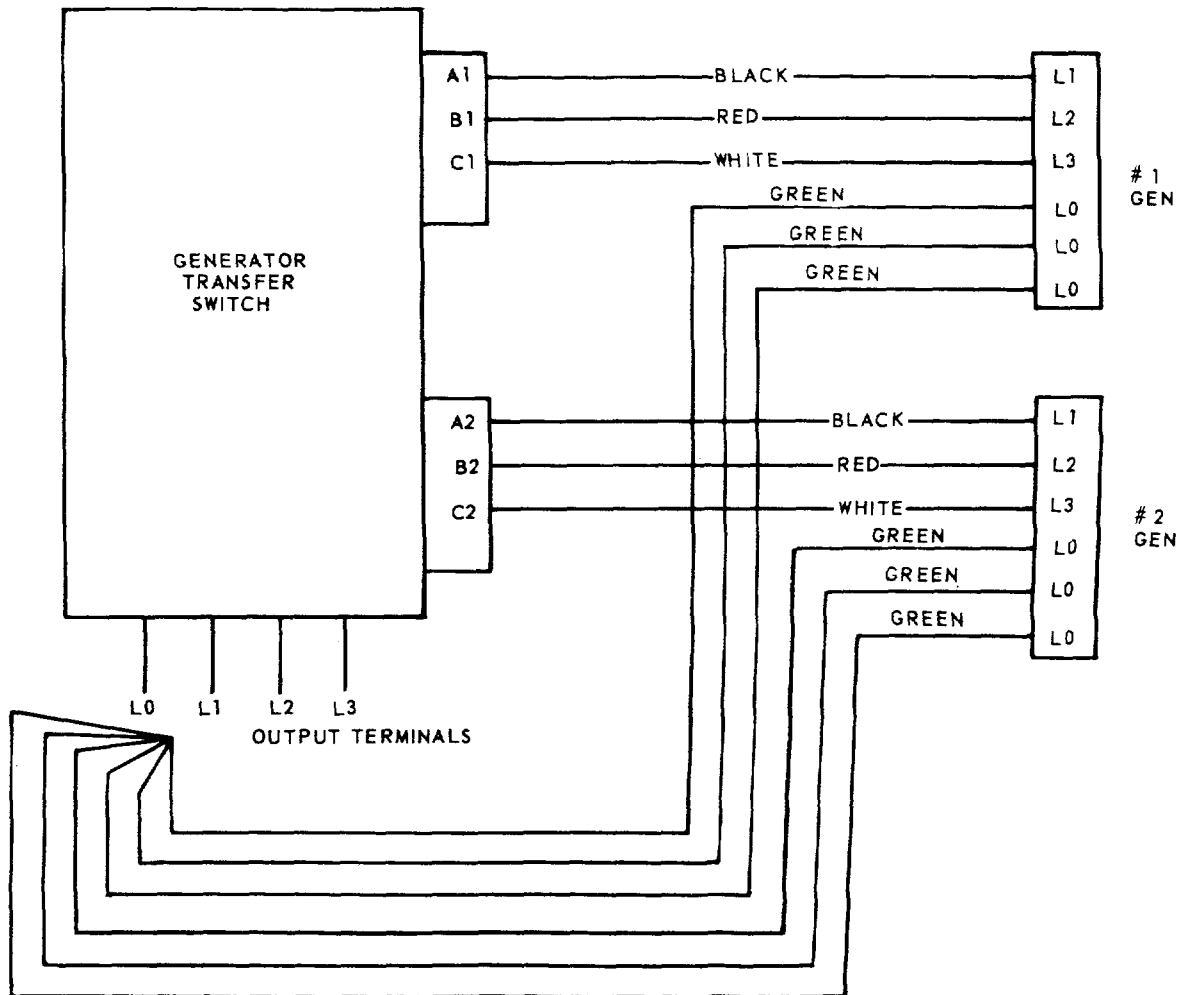 GENERATOR
TRANSFER
SWITCH
A1
B1
C1
BLACK
RED
WHITE
GREEN
GREEN
GREEN
L1
L2
L3
L0
L0
L0
# 1
GEN
A2
B2
C2
BLACK
RED
WHITE
GREEN
GREEN
GREEN
L1
L2
L3
L0
L0
L0
# 2
GEN
L0 L1 L2 L3
OUTPUT TERMINALS